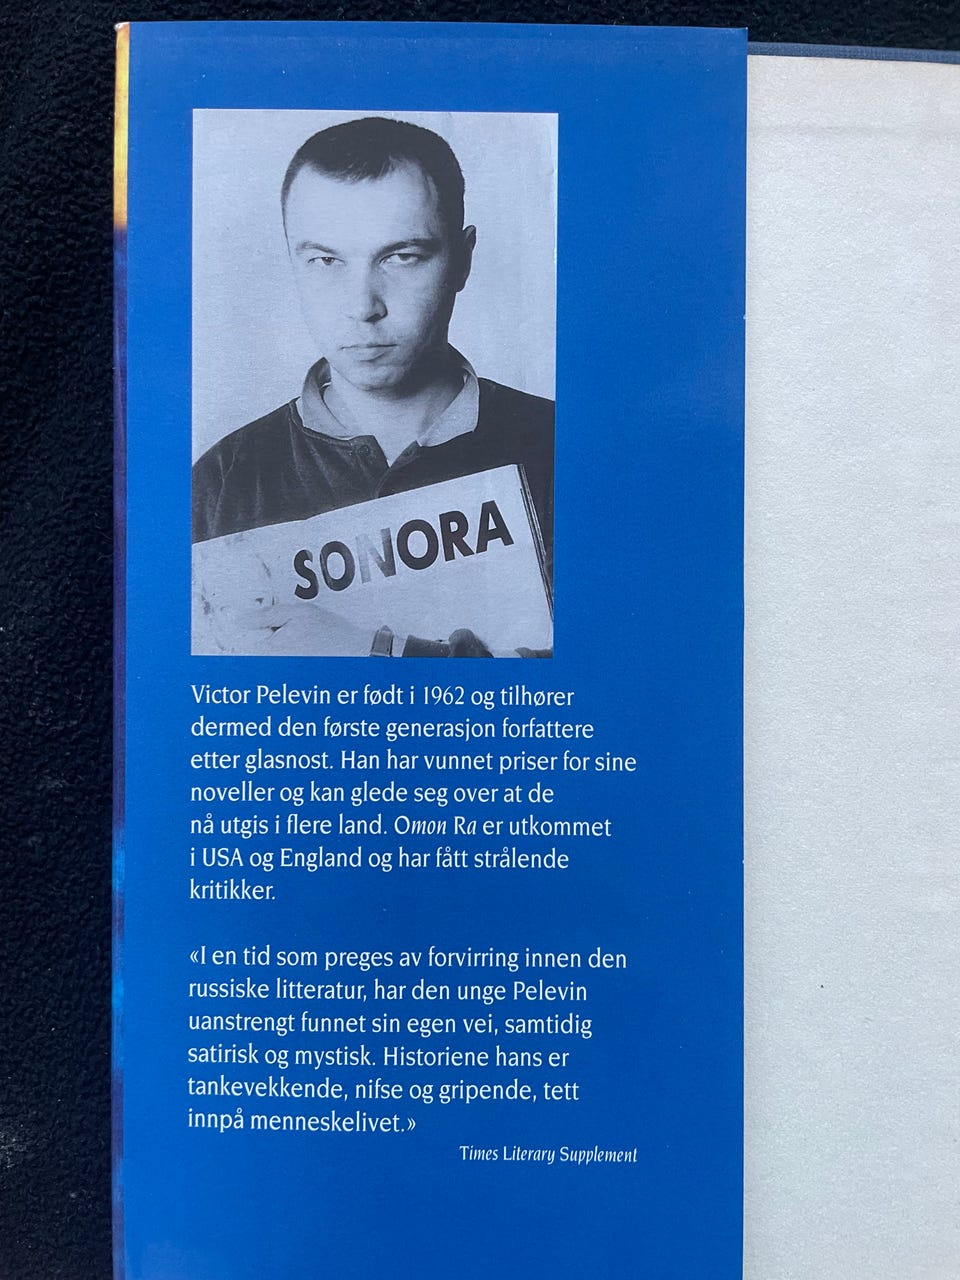 SONORA
Victor Pelevin er født i 1962 og tilhører
dermed den første generasjon forfattere
etter glasnost. Han har vunnet priser for sine
noveller og kan glede seg over at de
nå utgis i flere land. Omon Ra er utkommet
i USA og England og har fått strålende
kritikker.
«I en tid som preges av forvirring innen den
russiske litteratur, har den unge Pelevin
uanstrengt funnet sin egen vei, samtidig
satirisk og mystisk. Historiene hans er
tankevekkende, nifse og gripende, tett
innpå menneskelivet.»
Times Literary Supplement